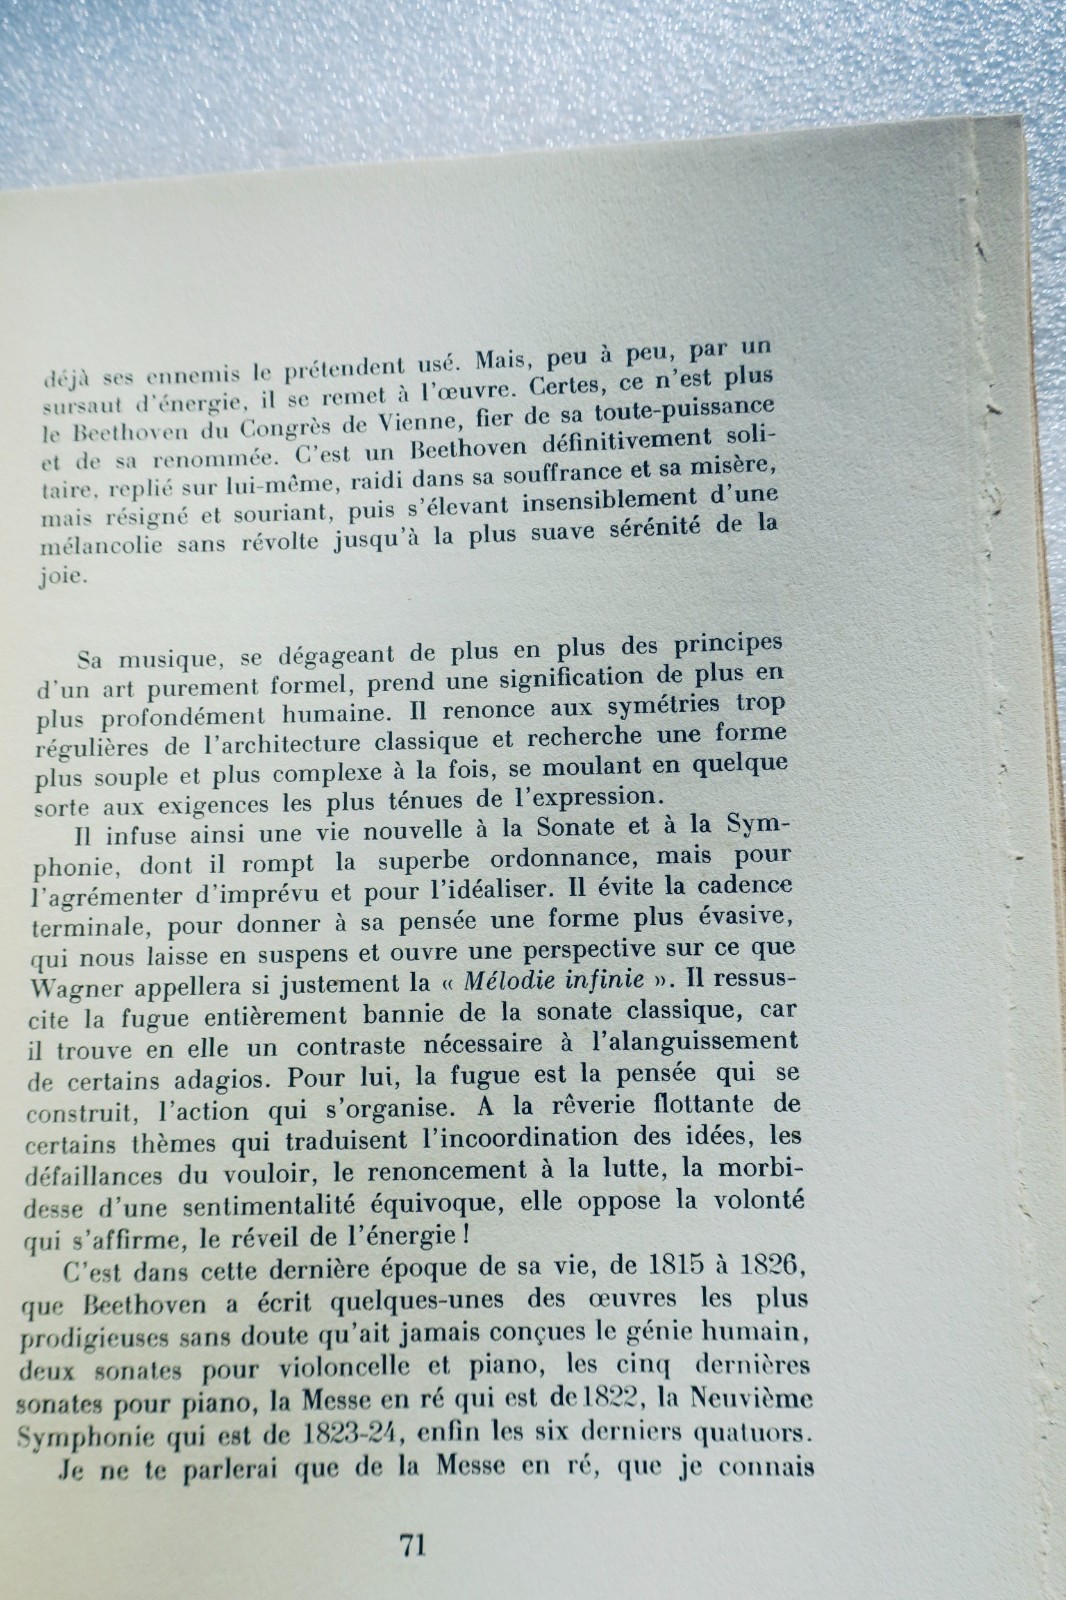 déjà ses ennemis le prétendent usé. Mais, peu à peu, par un
sursaut d'énergie, il se remet à l'œuvre. Certes, ce n'est plus
le Beethoven du Congrès de Vienne, fier de sa toute-puissance
et de sa renommée. C'est un Beethoven définitivement soli-
taire, replié sur lui-même, raidi dans sa souffrance et sa misère,
mais résigné et souriant, puis s'élevant insensiblement d'une
mélancolie sans révolte jusqu'à la plus suave sérénité de la
joie.
Sa musique, se dégageant de plus en plus des principes
d'un art purement formel, prend une signification de plus en
plus profondément humaine. Il renonce aux symétries trop
régulières de l'architecture classique et recherche une forme
plus souple et plus complexe à la fois, se moulant en quelque
sorte aux exigences les plus ténues de l'expression.
Il infuse ainsi une vie nouvelle à la Sonate et à la Sym-
phonie, dont il rompt la superbe ordonnance, mais pour
l'agrémenter d'imprévu et pour l'idéaliser. Il évite la cadence
terminale, pour donner à sa pensée une forme plus évasive,
qui nous laisse en suspens et ouvre une perspective sur ce que
Wagner appellera si justement la « Mélodie infinie ». Il ressus-
cite la fugue entièrement bannie de la sonate classique, car
il trouve en elle un contraste nécessaire à l'alanguissement
de certains adagios. Pour lui, la fugue est la pensée qui se
construit, l'action qui s'organise. A la rêverie flottante de
certains thèmes qui traduisent l'incoordination des idées, les
défaillances du vouloir, le renoncement à la lutte, la morbi-
desse d'une sentimentalité équivoque, elle oppose la volonté
qui s'affirme, le réveil de l'énergie !
C'est dans cette dernière époque de sa vie, de 1815 à 1826,
que Beethoven a écrit quelques-unes des œuvres les plus
prodigieuses sans doute qu'ait jamais conçues le génie humain,
deux sonates pour violoncelle et piano, les cinq dernières
sonates pour piano, la Messe en ré qui est de 1822, la Neuvième
Symphonie qui est de 1823-24, enfin les six derniers quatuors.
Je ne te parlerai que de la Messe en ré, que je connais
71